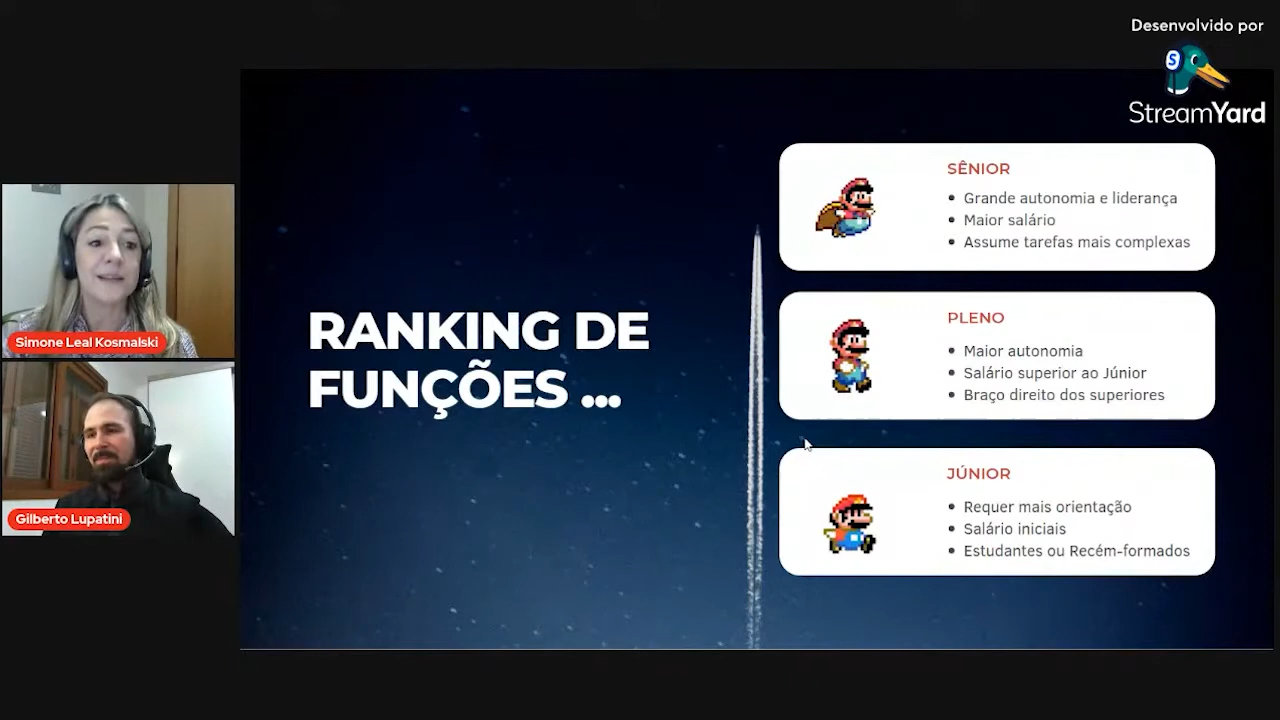 Desenvolvido por
StreamYard
Simone Leal Kosmalski
Gilberto Lupatini
RANKING DE
FUNÇÕES ...
SÊNIOR
Grande autonomia e liderança
Maior salário
Assume tarefas mais complexas
PLENO
Maior autonomia
Salário superior ao Júnior
Braço direito dos superiores
JÚNIOR
Requer mais orientação
Salário iniciais
Estudantes ou Recém-formados